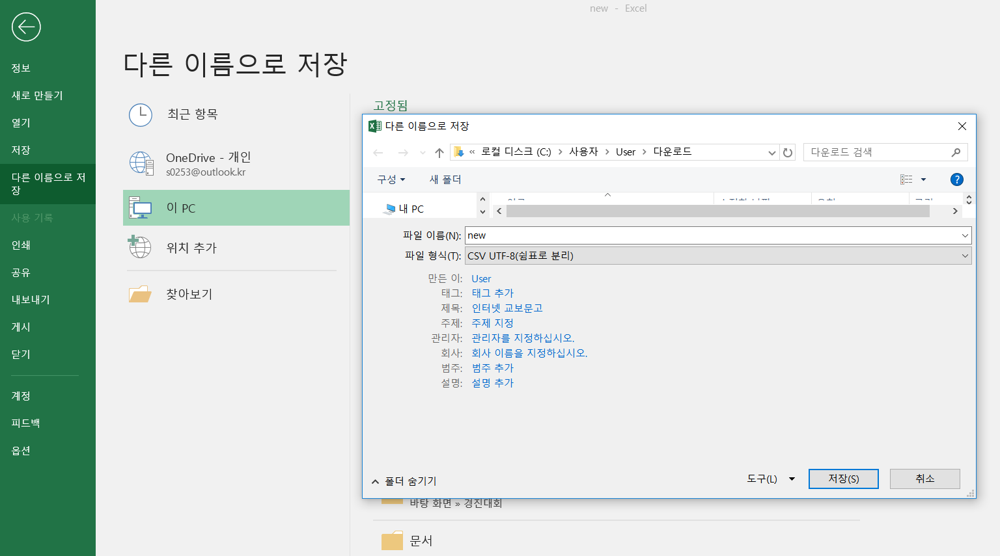 new - Excel
정보
새로 만들기
열기
저장
다른 이름으로 저
장
사용 기록
인쇄
공유
내보내기
게시
닫기
계정
피드백
옵션
다른 이름으로 저장
최근 항목
OneDrive - 개인
s0253@outlook.kr
이 PC
위치 추가
찾아보기
고정됨
다른 이름으로 저장
« 로컬 디스크 (C:) > 사용자 > User > 다운로드
다운로드 검색
구성
새 폴더
내 PC
파일 이름(N): new
파일 형식(T): CSV UTF-8(쉼표로 분리)
만든 이: User
태그: 태그 추가
제목: 인터넷 교보문고
주제: 주제 지정
관리자: 관리자를 지정하십시오.
회사: 회사 이름을 지정하십시오.
범주: 범주 추가
설명: 설명 추가
폴더 숨기기
도구(L)
저장(S)
취소
바탕 화면 » 경진대회
문서